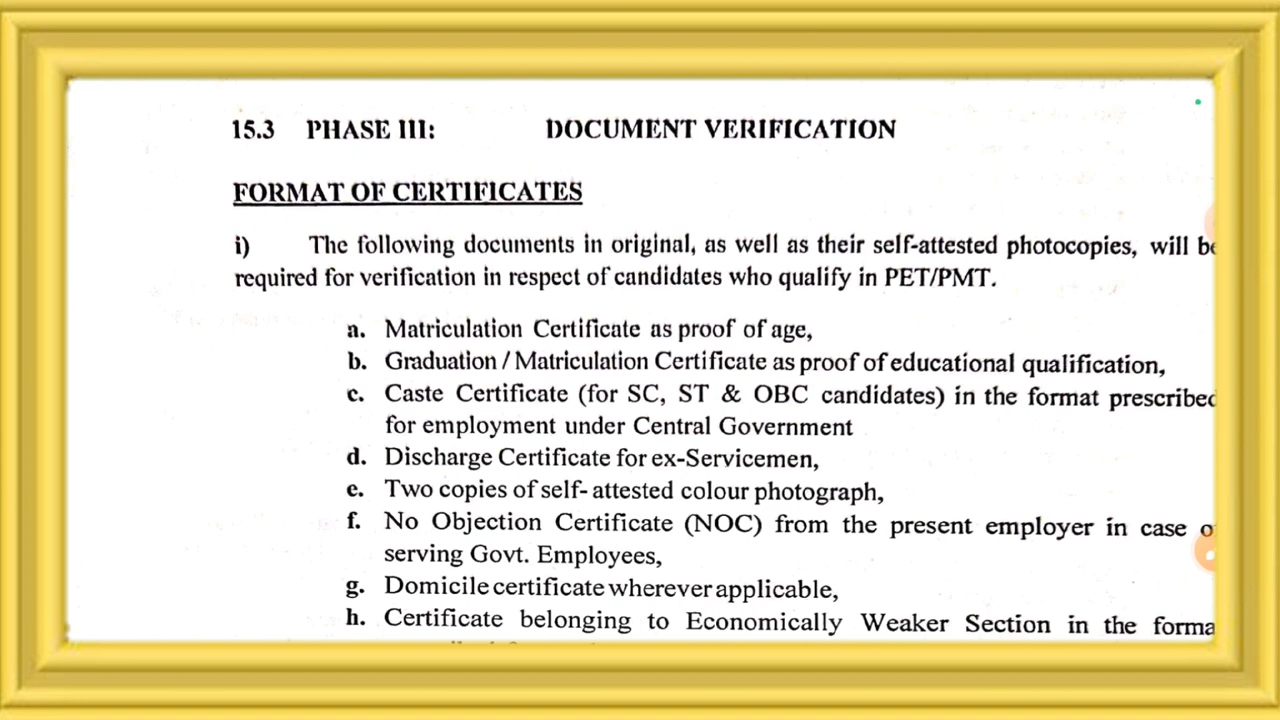 15.3 PHASE III: DOCUMENT VERIFICATION
FORMAT OF CERTIFICATES
i) The following documents in original, as well as their self-attested photocopies, will be
required for verification in respect of candidates who qualify in PET/PMT.
a. Matriculation Certificate as proof of age,
b. Graduation / Matriculation Certificate as proof of educational qualification,
c. Caste Certificate (for SC, ST & OBC candidates) in the format prescribed
for employment under Central Government
d. Discharge Certificate for ex-Servicemen,
e. Two copies of self- attested colour photograph,
f. No Objection Certificate (NOC) from the present employer in case o
serving Govt. Employees,
g. Domicile certificate wherever applicable,
h. Certificate belonging to Economically Weaker Section in the forma